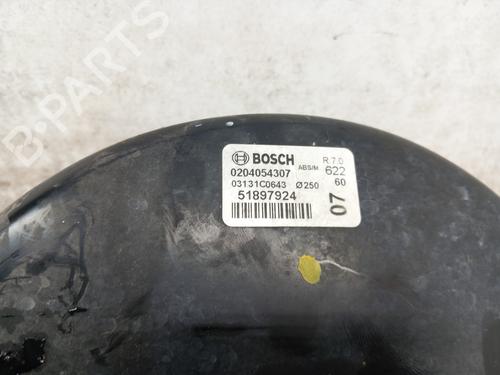 BOSCH
ABS/M
R 7.0
0204054307
622
03131C0643 Ø250
60
51897924
07
B-PARTS